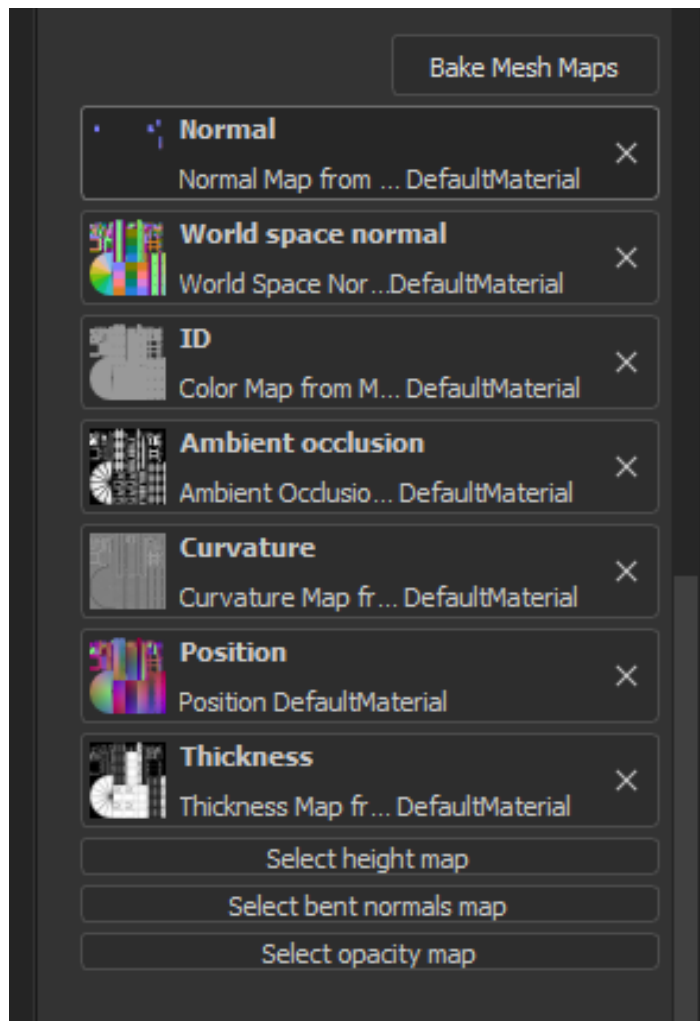 Bake Mesh Maps
Normal
Normal Map from ... DefaultMaterial
World space normal
World Space Nor...DefaultMaterial
ID
Color Map from M... DefaultMaterial
Ambient occlusion
Ambient Occlusio... DefaultMaterial
Curvature
Curvature Map fr... DefaultMaterial
Position
Position DefaultMaterial
Thickness
Thickness Map fr... DefaultMaterial
Select height map
Select bent normals map
Select opacity map